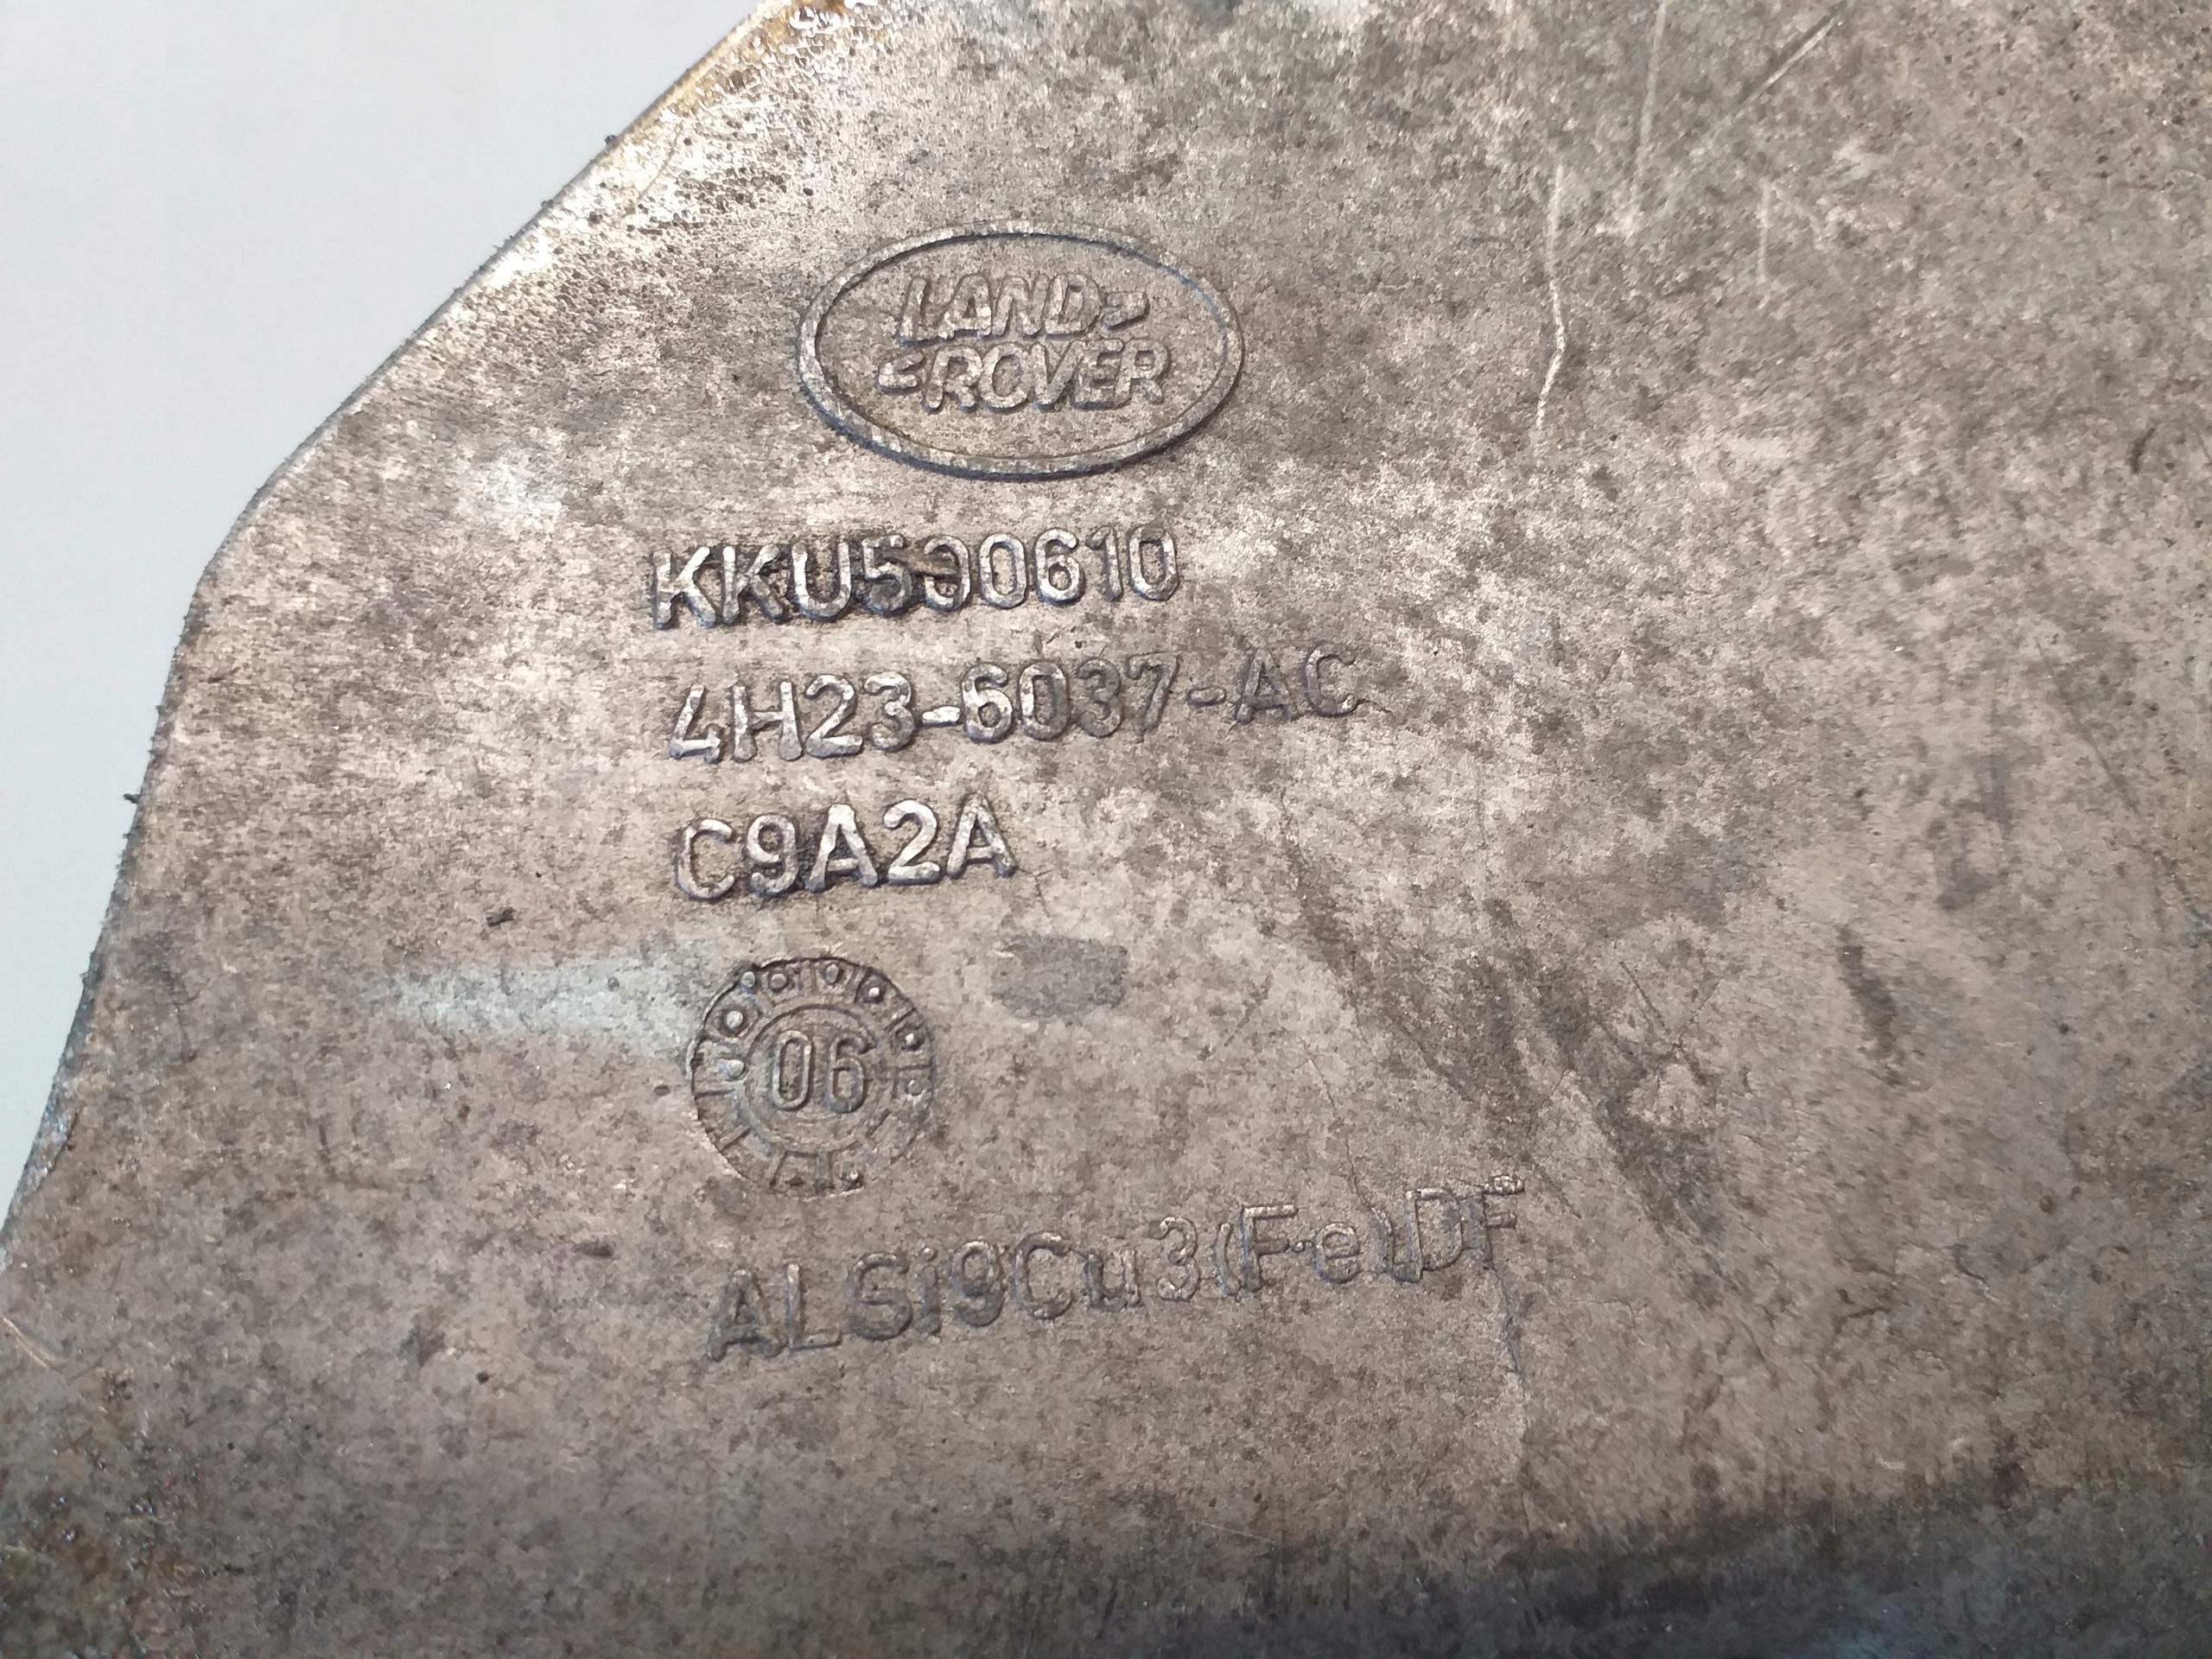 LAND
ROVER
KKU500610
4H23-6037-AC
C9A2A
06
ALSi9Cu3(Fe)DF